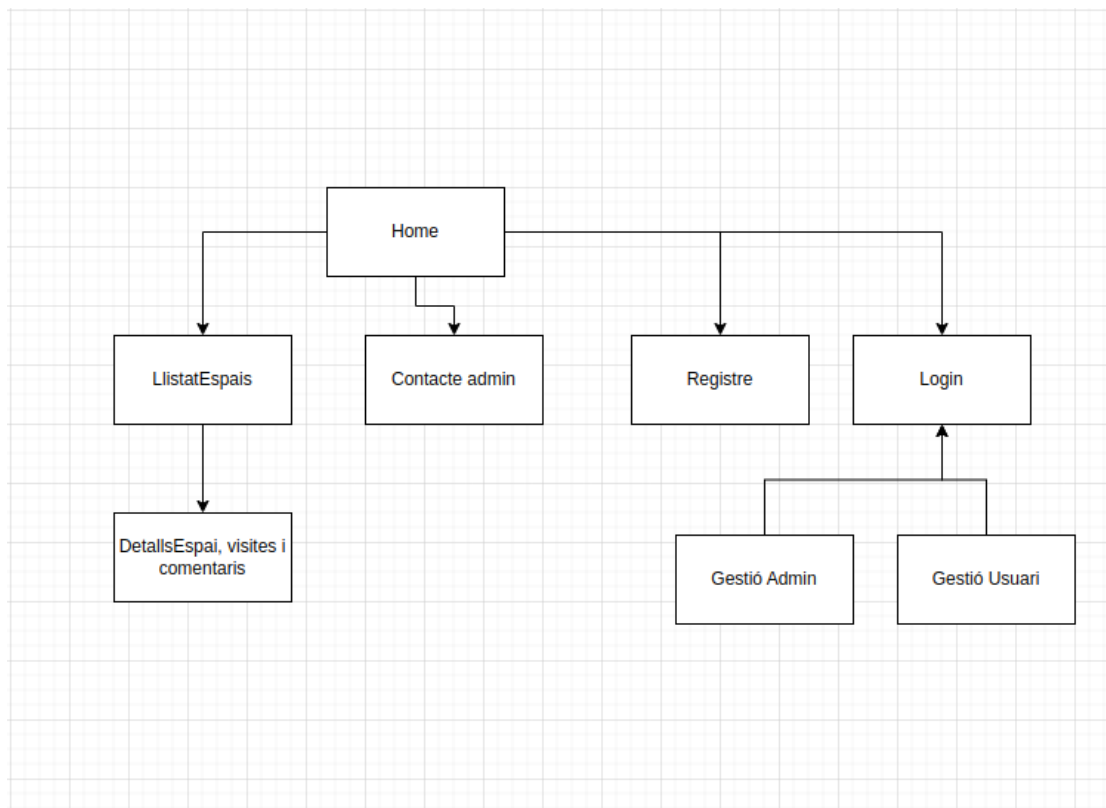 Home
LlistatEspais
Contacte admin
Registre
Login
DetallsEspai, visites i
comentaris
Gestió Admin
Gestió Usuari